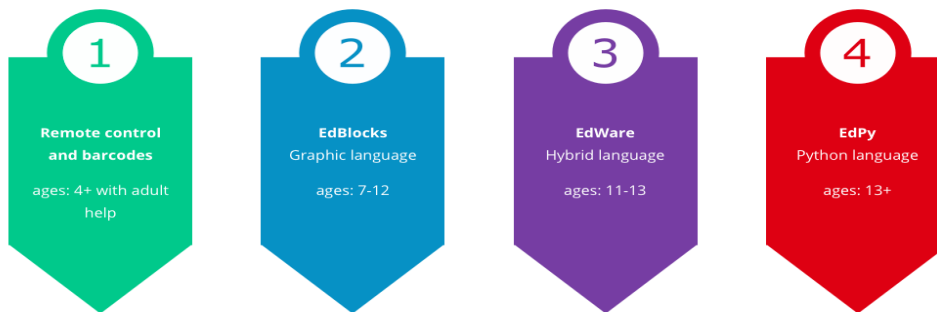 1
Remote control
and barcodes
ages: 4+ with adult
help
2
EdBlocks
Graphic language
ages: 7-12
3
EdWare
Hybrid language
ages: 11-13
4
EdPy
Python language
ages: 13+